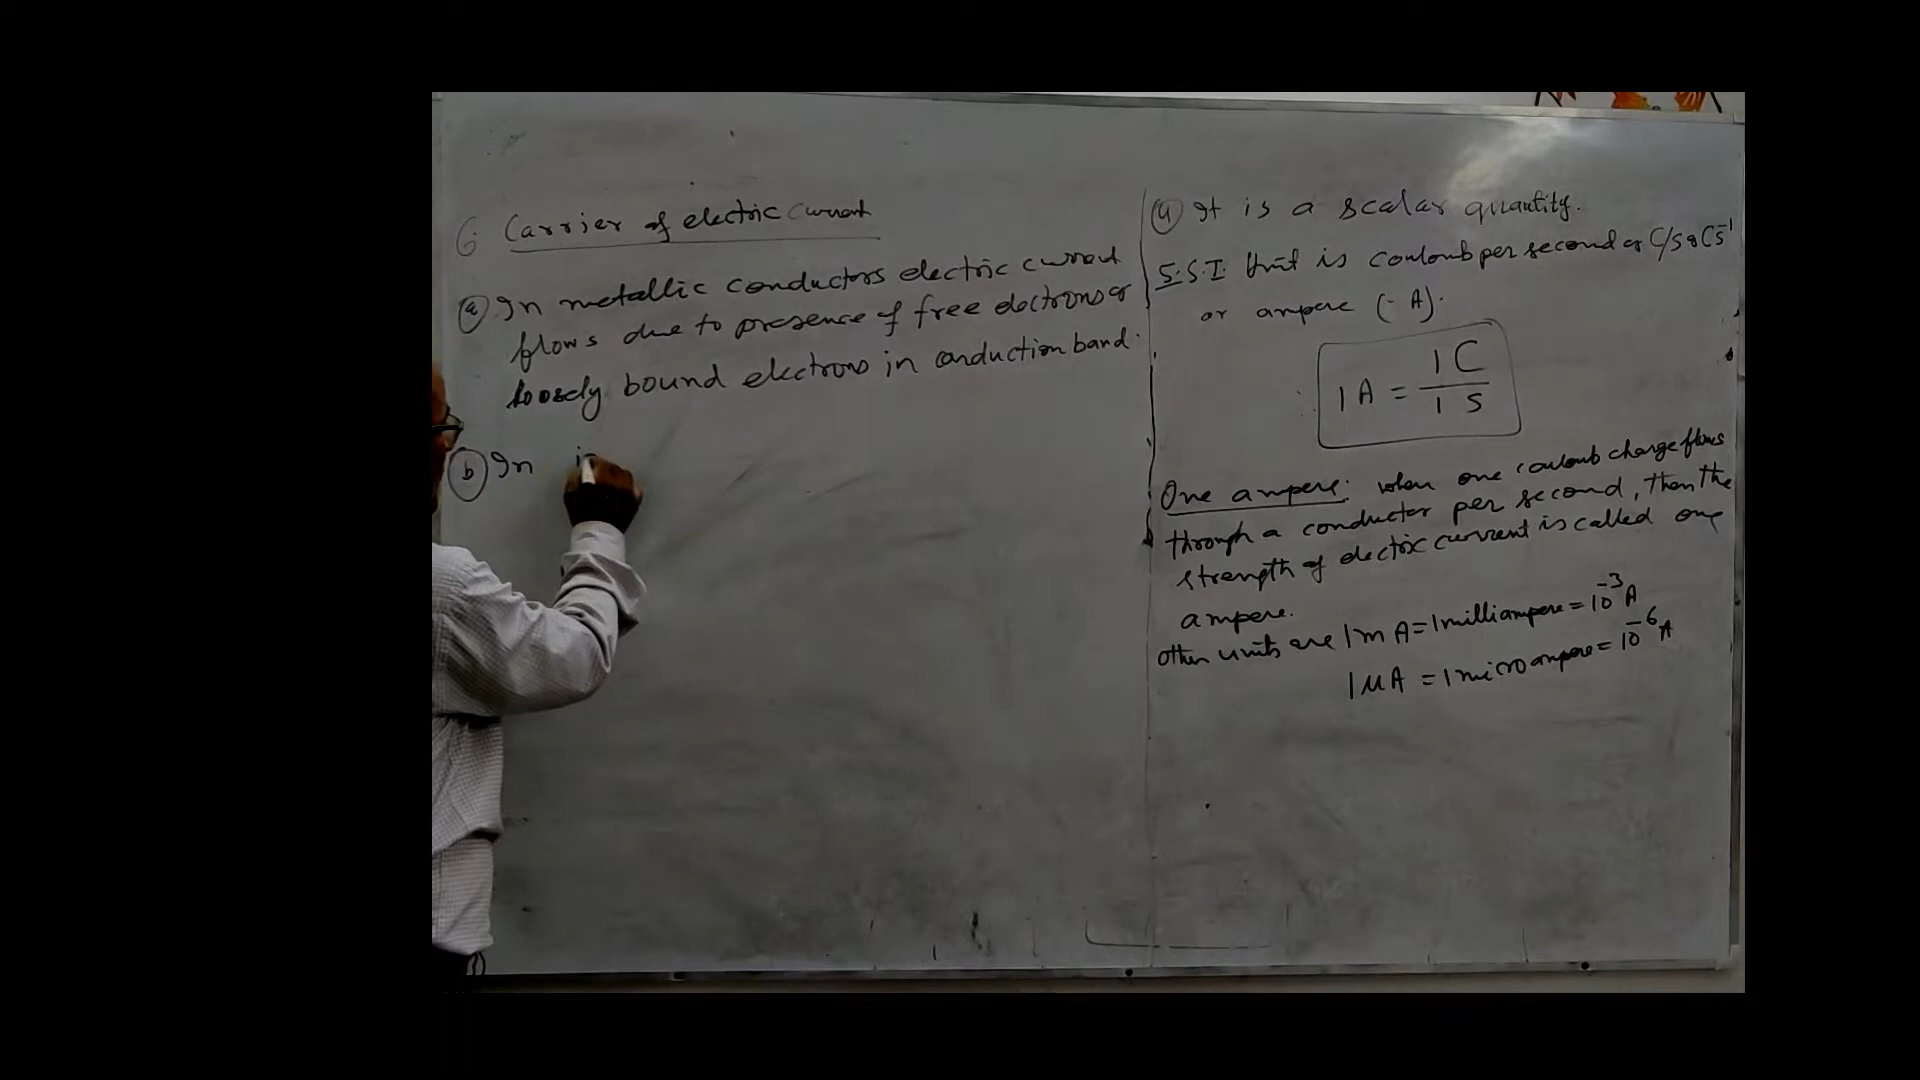 6. Carrier of electric current
(a) In metallic conductors electric current
flows due to presence of free electrons or
loosely bound electrons in conduction band.
(b) In
(4) It is a scalar quantity.
5. S.I. Unit is couloub per second or C/s or Cs⁻¹
or ampere (- A).
1 A = 1 C / 1 S
One ampere: when one couloub charge flows
through a conductor per second, then the
strength of electric current is called one
ampere.
Other units are 1 m A = 1 milliampere = 10⁻³ A
1 μA = 1 micro ampere = 10⁻⁶ A